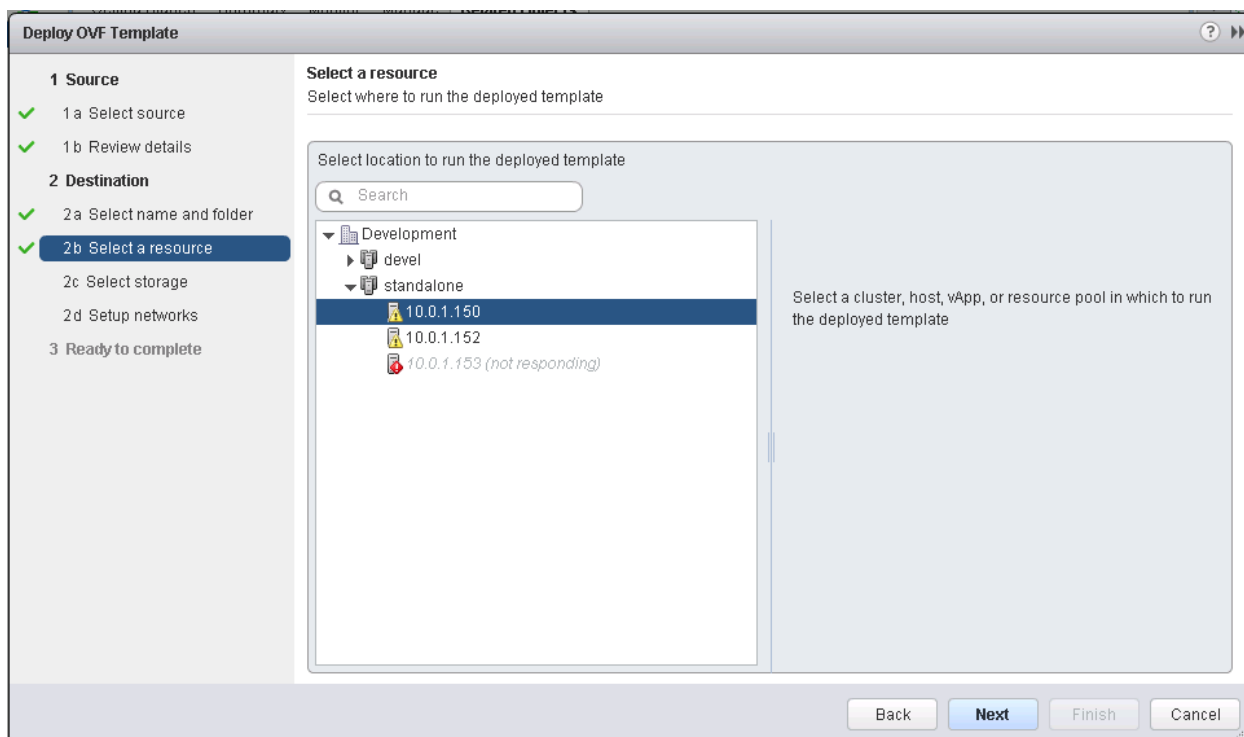 Deploy OVF Template
1 Source
1a Select source
1b Review details
2 Destination
2a Select name and folder
2b Select a resource
2c Select storage
2d Setup networks
3 Ready to complete
Select a resource
Select where to run the deployed template
Select location to run the deployed template
Search
Development
devel
standalone
10.0.1.150
10.0.1.152
10.0.1.153 (not responding)
Select a cluster, host, vApp, or resource pool in which to run
the deployed template
Back
Next
Finish
Cancel